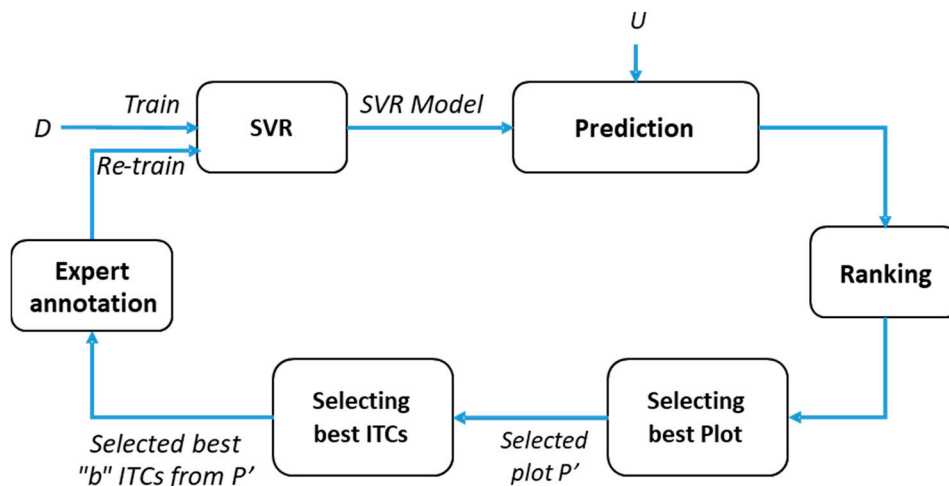 U
Train
SVR Model
D
SVR
Prediction
Re-train
Expert
annotation
Ranking
Selecting
best ITCs
Selecting
best Plot
Selected best
"b" ITCs from P’
Selected
plot P’